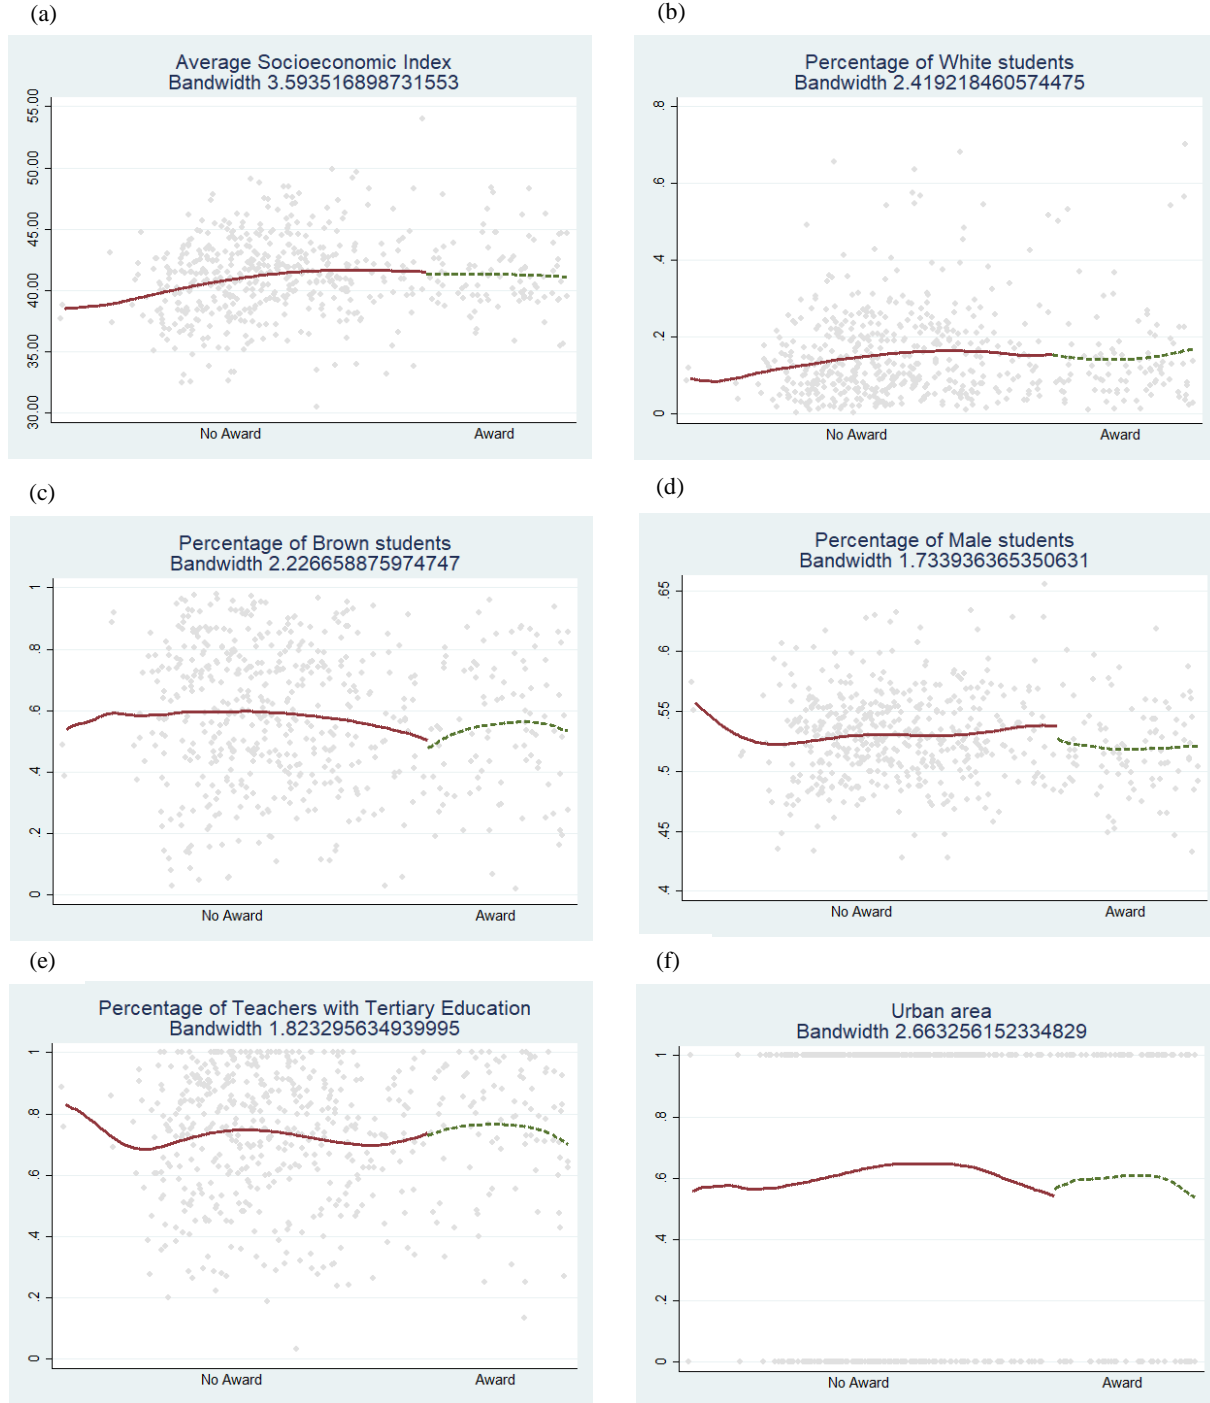 (a)
Average Socioeconomic Index
Bandwidth 3.593516898731553
55.00
50.00
45.00
40.00
35.00
30.00
No Award
Award
(b)
Percentage of White students
Bandwidth 2.419218460574475
.8
.6
.4
.2
0
No Award
Award
(c)
Percentage of Brown students
Bandwidth 2.226658875974747
1
.8
.6
.4
.2
0
No Award
Award
(d)
Percentage of Male students
Bandwidth 1.733936365350631
.65
.6
.55
.5
.45
.4
No Award
Award
(e)
Percentage of Teachers with Tertiary Education
Bandwidth 1.823295634939995
1
.8
.6
.4
.2
0
No Award
Award
(f)
Urban area
Bandwidth 2.663256152334829
1
.8
.6
.4
.2
0
No Award
Award